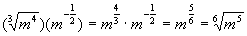 (∛m⁴)(m^(-1/2)) = m^(4/3) · m^(-1/2) = m^(5/6) = ⁶√m⁵